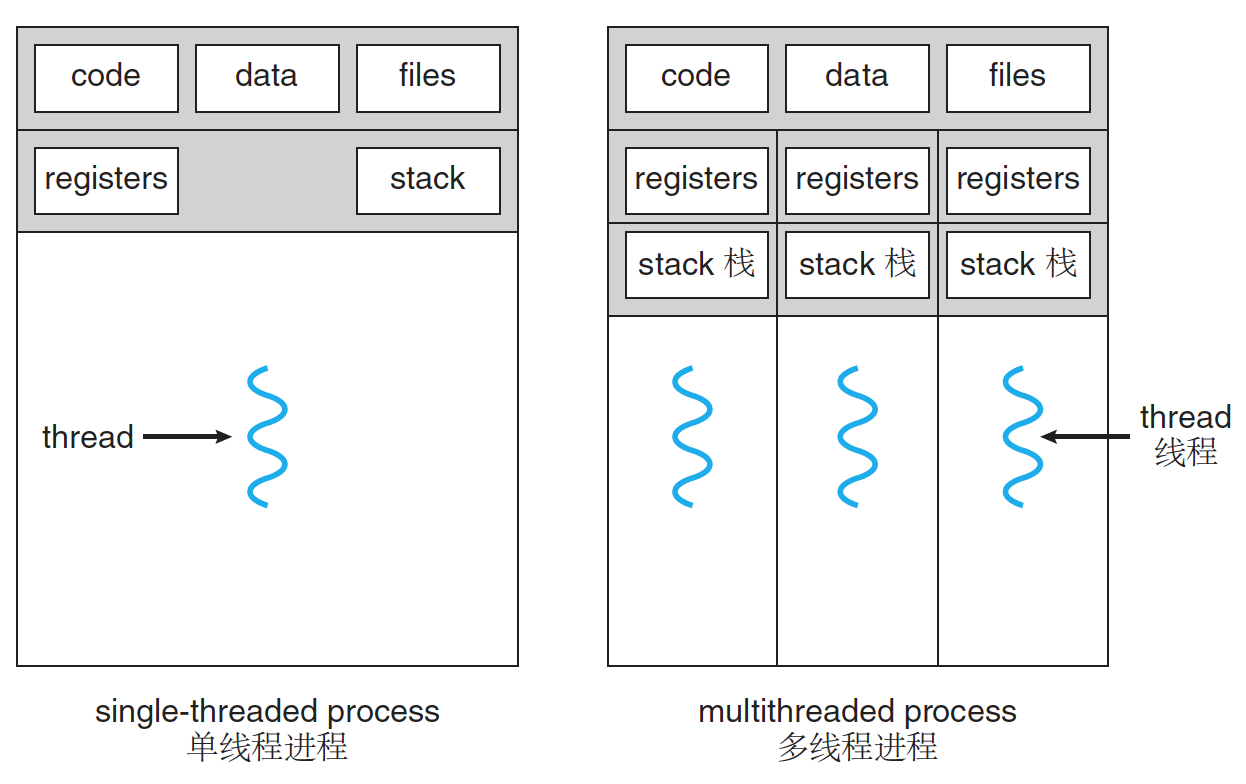 code
data
files
registers
stack
thread
single-threaded process
单线程进程
code
data
files
registers
registers
registers
stack 栈
stack 栈
stack 栈
thread
线程
multithreaded process
多线程进程